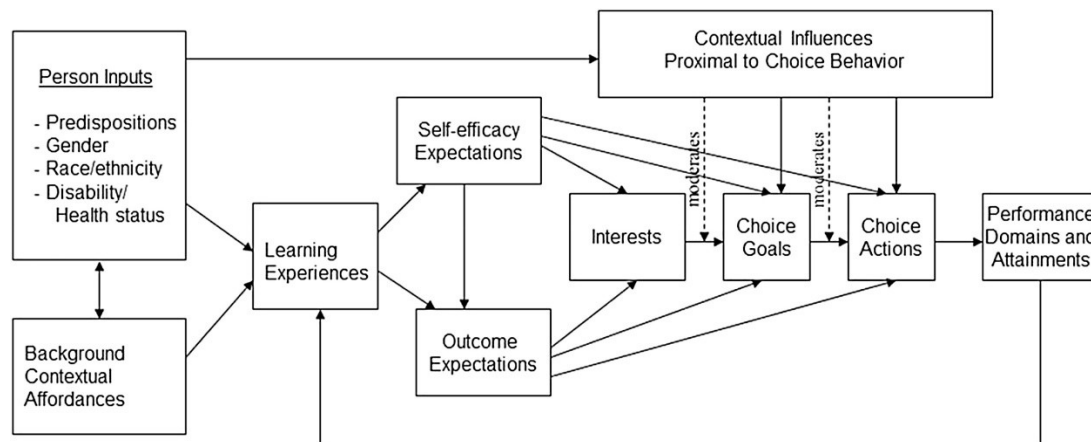 Person Inputs
- Predispositions
- Gender
- Race/ethnicity
- Disability/
Health status
Background
Contextual
Affordances
Learning
Experiences
Self-efficacy
Expectations
Outcome
Expectations
Interests
Contextual Influences
Proximal to Choice Behavior
moderates
moderates
Choice
Goals
Choice
Actions
Performance
Domains and
Attainments